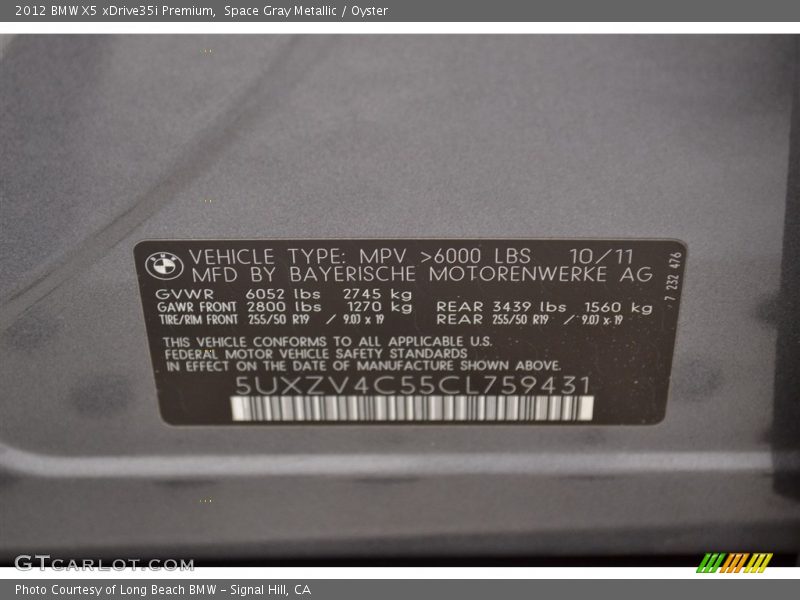 2012 BMW X5 xDrive35i Premium, Space Gray Metallic / Oyster
VEHICLE TYPE: MPV >6000 LBS 10/11
MFD BY BAYERISCHE MOTORENWERKE AG
GVWR 6052 lbs 2745 kg
GAWR FRONT 2800 lbs 1270 kg REAR 3439 lbs 1560 kg
TIRE/RIM FRONT 255/50 R19 / 9.0J x 19 REAR 255/50 R19 / 9.0J x 19
7 232 476
THIS VEHICLE CONFORMS TO ALL APPLICABLE U.S.
FEDERAL MOTOR VEHICLE SAFETY STANDARDS
IN EFFECT ON THE DATE OF MANUFACTURE SHOWN ABOVE.
5UXZV4C55CL759431
GTCARLOT.COM
Photo Courtesy of Long Beach BMW - Signal Hill, CA